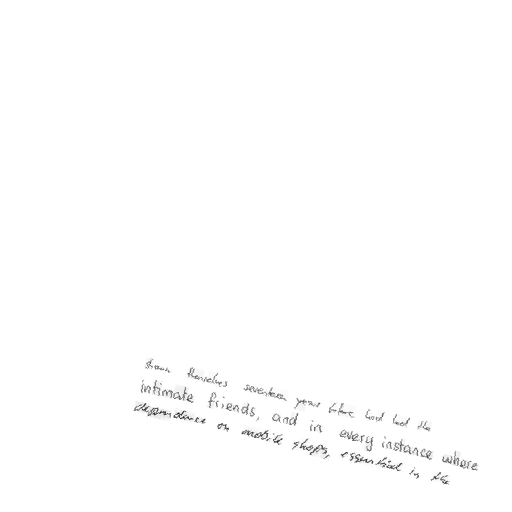 shown themselves seventeen years before had had the
intimate friends, and in every instance where
dependence on mobile shops, essential in the